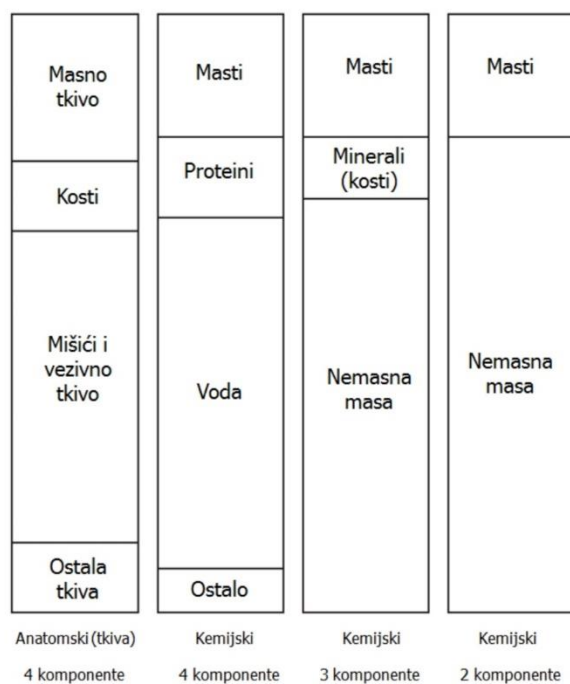 Masno
tkivo
Kosti
Mišići i
vezivno
tkivo
Ostala
tkiva
Anatomski (tkiva)
4 komponente
Masti
Proteini
Voda
Ostalo
Kemijski
4 komponente
Masti
Minerali
(kosti)
Nemasna
masa
Kemijski
3 komponente
Masti
Nemasna
masa
Kemijski
2 komponente